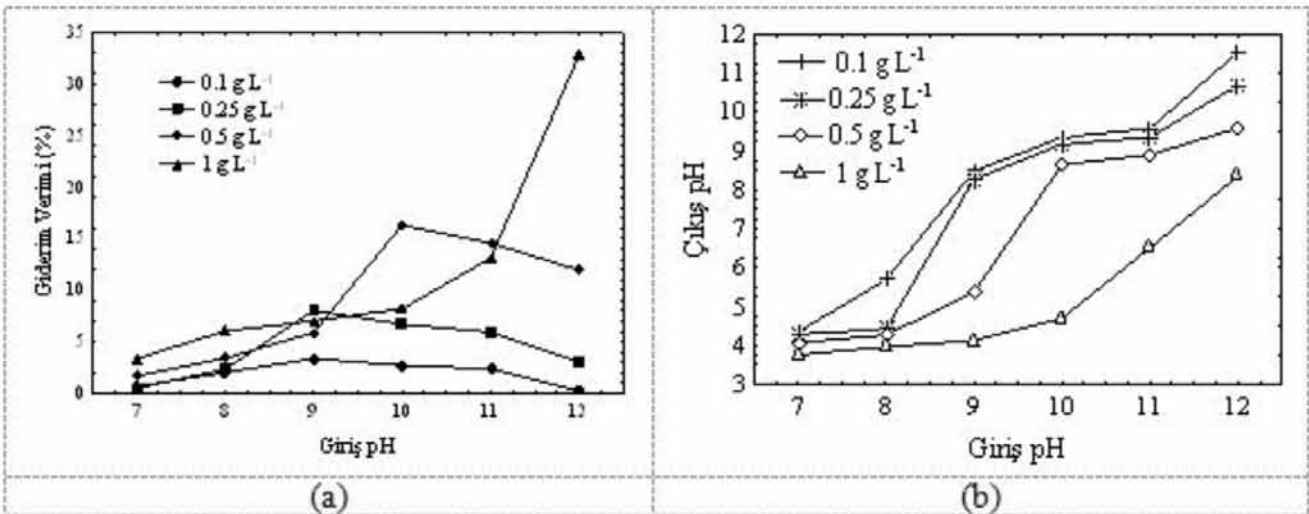 35
30
25
20
15
10
5
0
Giderim Verimi (%)
0.1 g L⁻¹
0.25 g L⁻¹
0.5 g L⁻¹
1 g L⁻¹
7 8 9 10 11
Giriş pH
(a)
12
11
10
9
8
7
6
5
4
3
Çıkış pH
0.1 g L⁻¹
0.25 g L⁻¹
0.5 g L⁻¹
1 g L⁻¹
7 8 9 10 11 12
Giriş pH
(b)